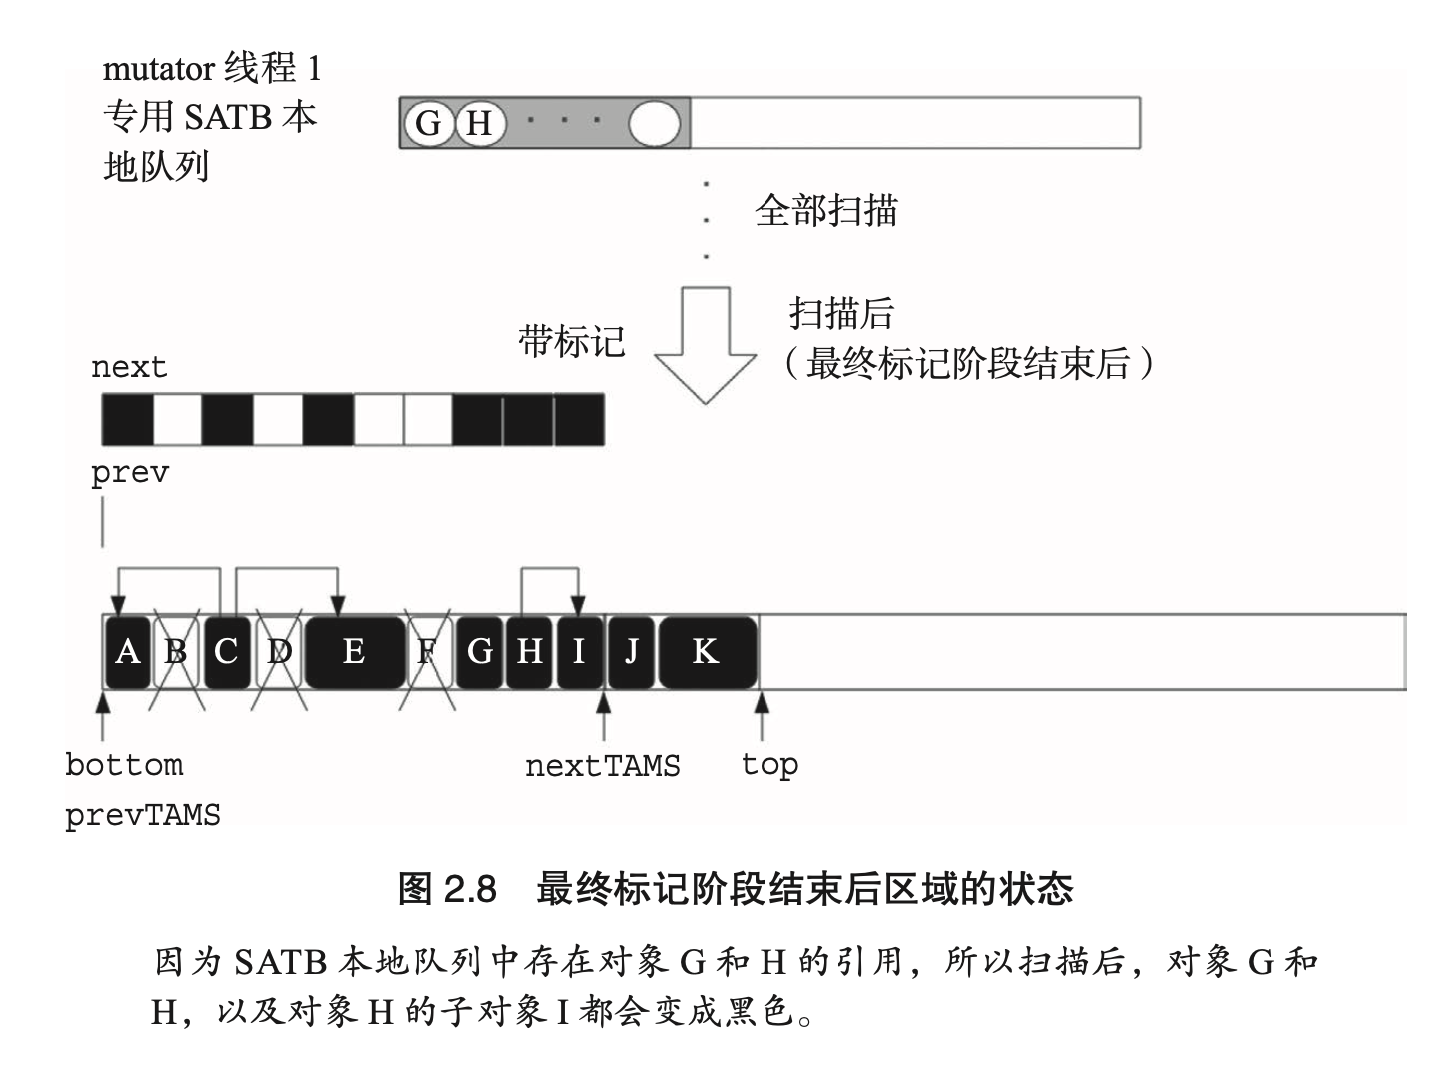 mutator 线程 1
专用 SATB 本
地队列
G H · · ·
全部扫描
带标记
扫描后
（最终标记阶段结束后）
next
prev
A B C D E F G H I J K
bottom
prevTAMS
nextTAMS
top
图 2.8 最终标记阶段结束后区域的状态
因为 SATB 本地队列中存在对象 G 和 H 的引用，所以扫描后，对象 G 和
H，以及对象 H 的子对象 I 都会变成黑色。